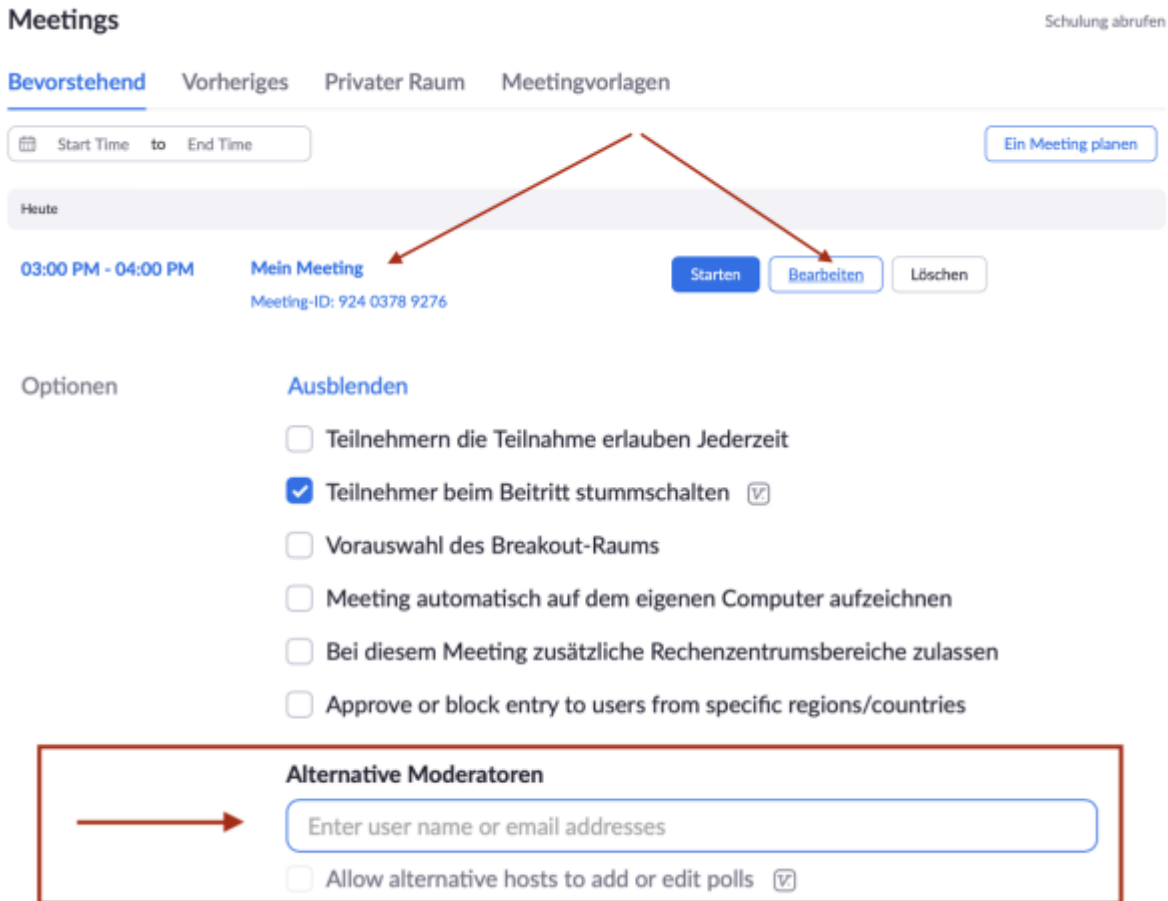 Meetings
Schulung abrufen
Bevorstehend Vorheriges Privater Raum Meetingvorlagen
Start Time to End Time
Ein Meeting planen
Heute
03:00 PM - 04:00 PM Mein Meeting Starten Bearbeiten Löschen
Meeting-ID: 924 0378 9276
Optionen Ausblenden
Teilnehmern die Teilnahme erlauben Jederzeit
Teilnehmer beim Beitritt stummschalten
Vorauswahl des Breakout-Raums
Meeting automatisch auf dem eigenen Computer aufzeichnen
Bei diesem Meeting zusätzliche Rechenzentrumsbereiche zulassen
Approve or block entry to users from specific regions/countries
Alternative Moderatoren
Enter user name or email addresses
Allow alternative hosts to add or edit polls